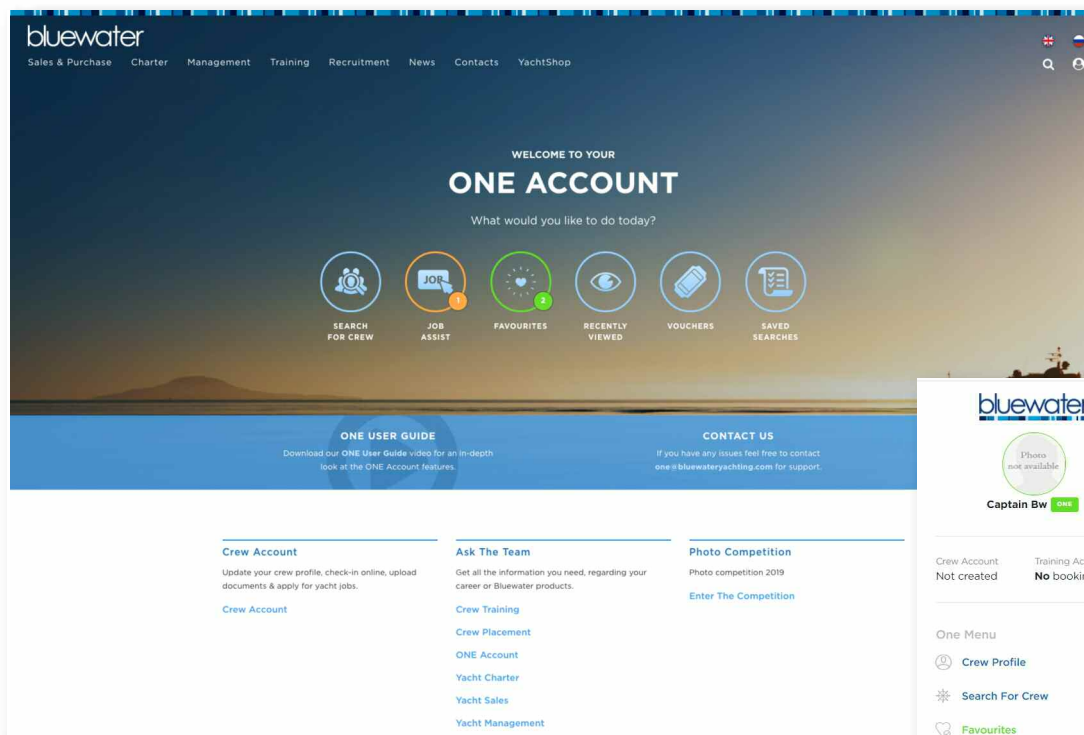 bluewater
Sales & Purchase Charter Management Training Recruitment News Contacts YachtShop
WELCOME TO YOUR
ONE ACCOUNT
What would you like to do today?
JOB
1
2
SEARCH
FOR CREW
JOB
ASSIST
FAVOURITES
RECENTLY
VIEWED
VOUCHERS
SAVED
SEARCHES
ONE USER GUIDE
Download our ONE User Guide video for an in-depth
look at the ONE Account features.
CONTACT US
If you have any issues feel free to contact
one@bluewateryachting.com for support.
Crew Account
Update your crew profile, check-in online, upload
documents & apply for yacht jobs.
Crew Account
Ask The Team
Get all the information you need, regarding your
career or Bluewater products.
Crew Training
Crew Placement
ONE Account
Yacht Charter
Yacht Sales
Yacht Management
Photo Competition
Photo competition 2019
Enter The Competition
bluewater
Photo
not available
Captain Bw ONE
Crew Account
Not created
Training Ac
No bookin
One Menu
Crew Profile
Search For Crew
Favourites